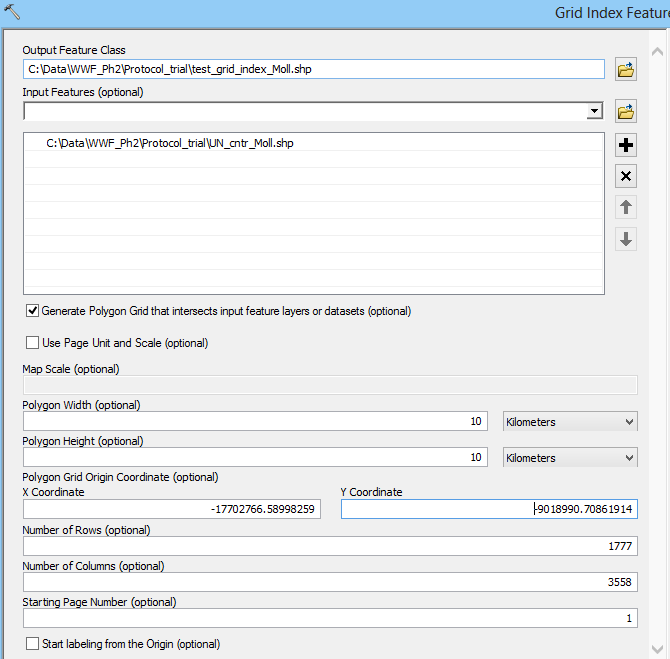 Grid Index Feature
Output Feature Class
C:\Data\WWF_Ph2\Protocol_trial\test_grid_index_Moll.shp
Input Features (optional)
C:\Data\WWF_Ph2\Protocol_trial\UN_cntr_Moll.shp
Generate Polygon Grid that intersects input feature layers or datasets (optional)
Use Page Unit and Scale (optional)
Map Scale (optional)
Polygon Width (optional)
10 Kilometers
Polygon Height (optional)
10 Kilometers
Polygon Grid Origin Coordinate (optional)
X Coordinate Y Coordinate
-17702766.58998259 -9018990.70861914
Number of Rows (optional)
1777
Number of Columns (optional)
3558
Starting Page Number (optional)
1
Start labeling from the Origin (optional)